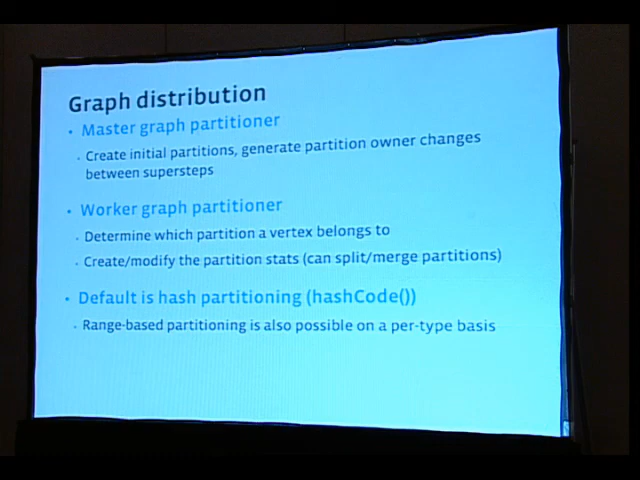 Graph distribution
• Master graph partitioner
• Create initial partitions, generate partition owner changes
between supersteps
• Worker graph partitioner
• Determine which partition a vertex belongs to
• Create/modify the partition stats (can split/merge partitions)
• Default is hash partitioning (hashCode())
• Range-based partitioning is also possible on a per-type basis